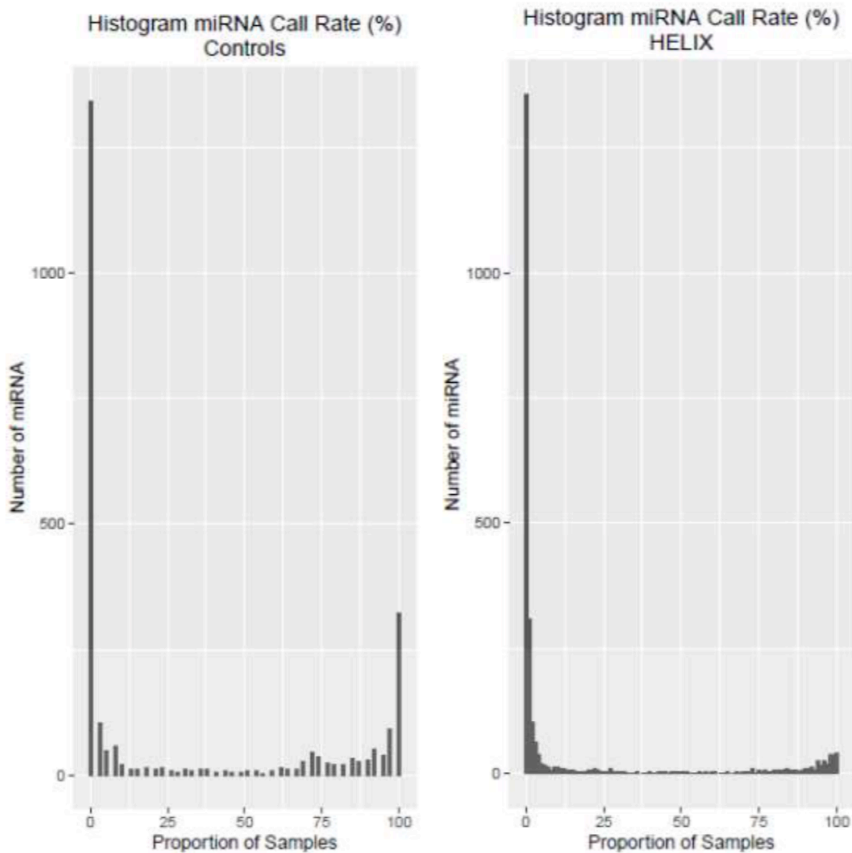 Histogram miRNA Call Rate (%)
Controls
Number of miRNA
1000
500
0
0 25 50 75 100
Proportion of Samples
Histogram miRNA Call Rate (%)
HELIX
Number of miRNA
1000
500
0
0 25 50 75 100
Proportion of Samples